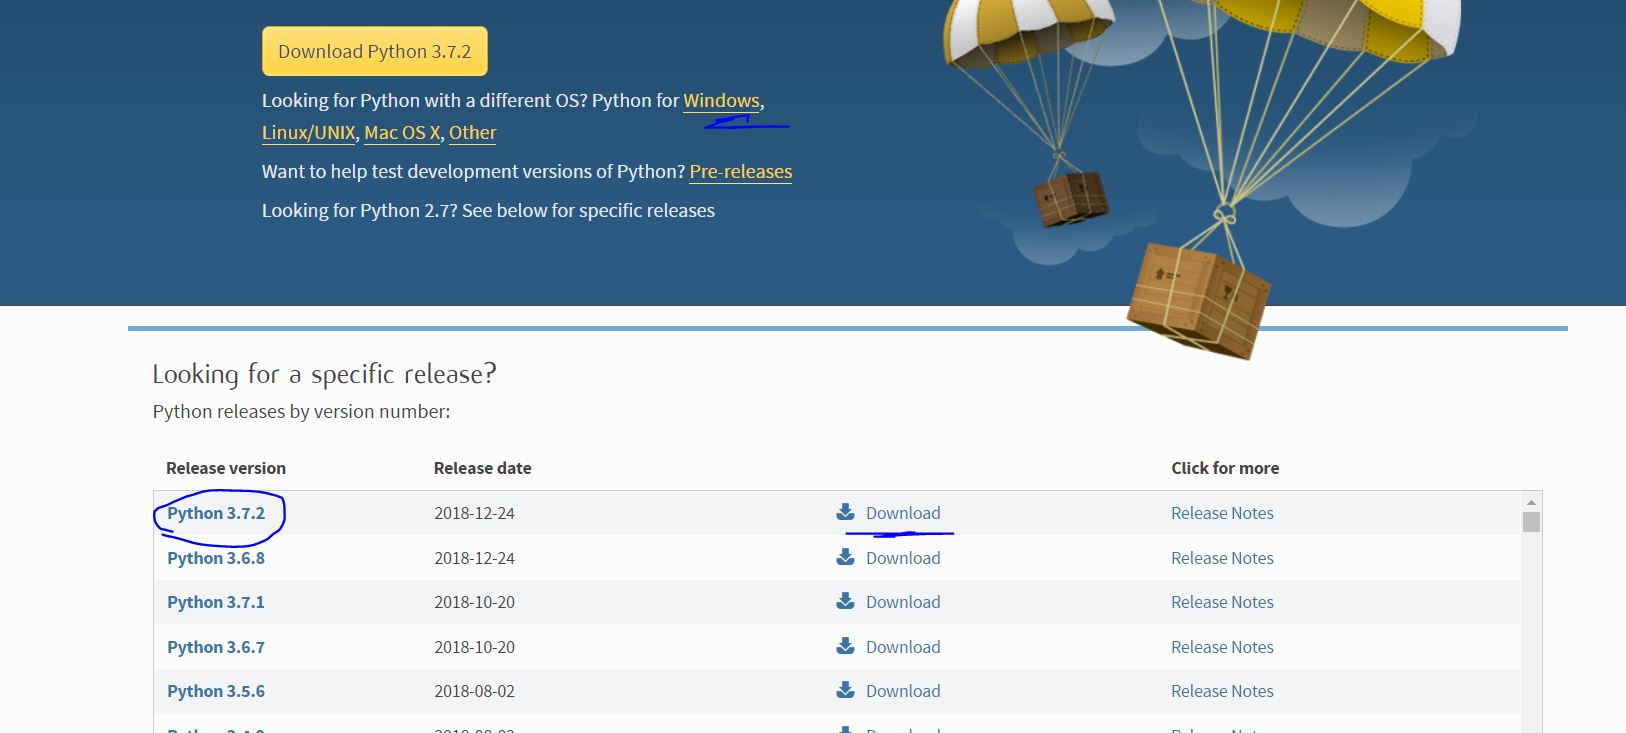 Download Python 3.7.2
Looking for Python with a different OS? Python for Windows,
Linux/UNIX, Mac OS X, Other
Want to help test development versions of Python? Pre-releases
Looking for Python 2.7? See below for specific releases
Looking for a specific release?
Python releases by version number:
Release version Release date Click for more
Python 3.7.2 2018-12-24 Download Release Notes
Python 3.6.8 2018-12-24 Download Release Notes
Python 3.7.1 2018-10-20 Download Release Notes
Python 3.6.7 2018-10-20 Download Release Notes
Python 3.5.6 2018-08-02 Download Release Notes